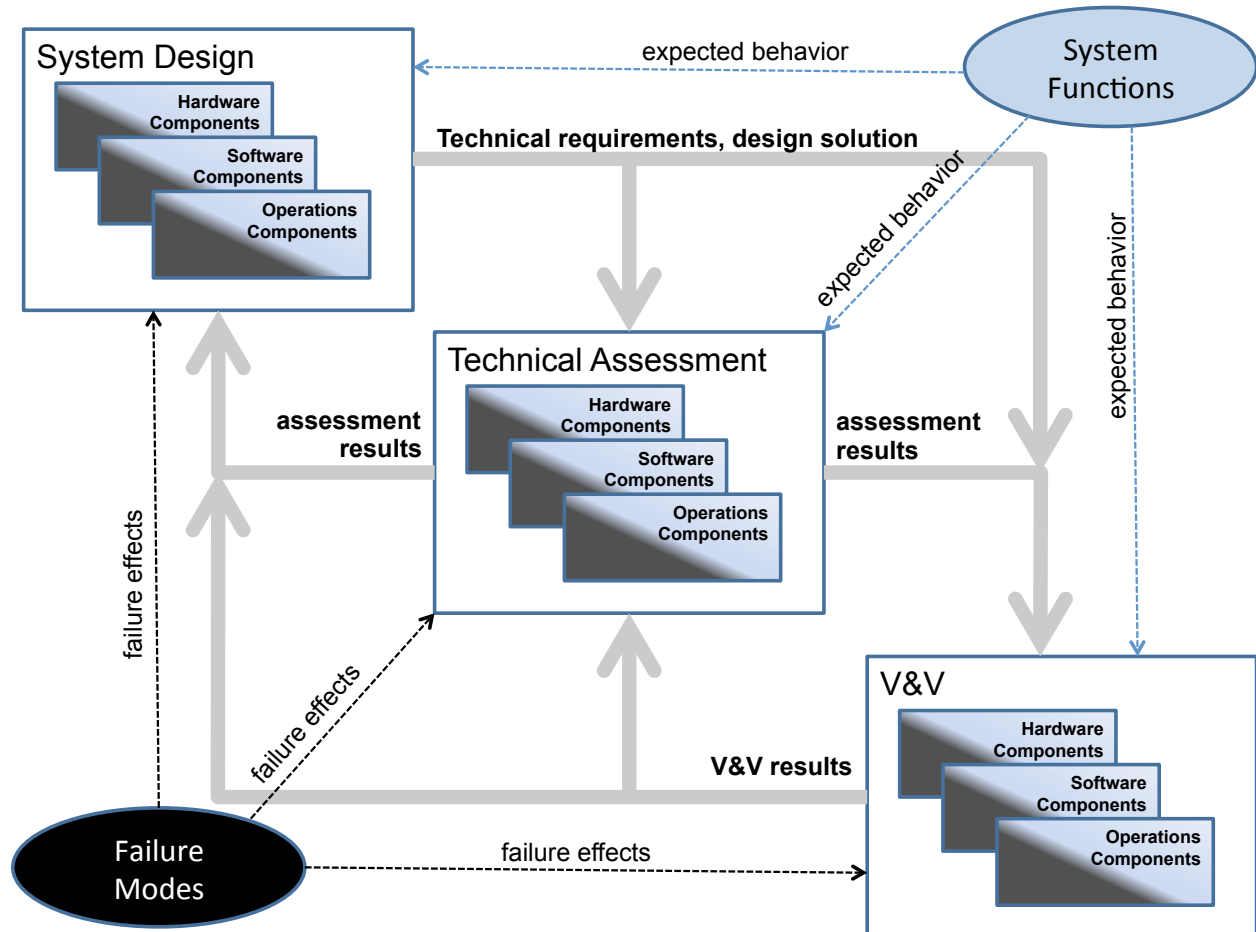 System Design
Hardware
Components
Software
Components
Operations
Components
expected behavior
System
Functions
Technical requirements, design solution
expected behavior
expected behavior
Technical Assessment
Hardware
Components
Software
Components
Operations
Components
assessment
results
assessment
results
failure effects
failure effects
V&V
Hardware
Components
Software
Components
Operations
Components
V&V results
Failure
Modes
failure effects